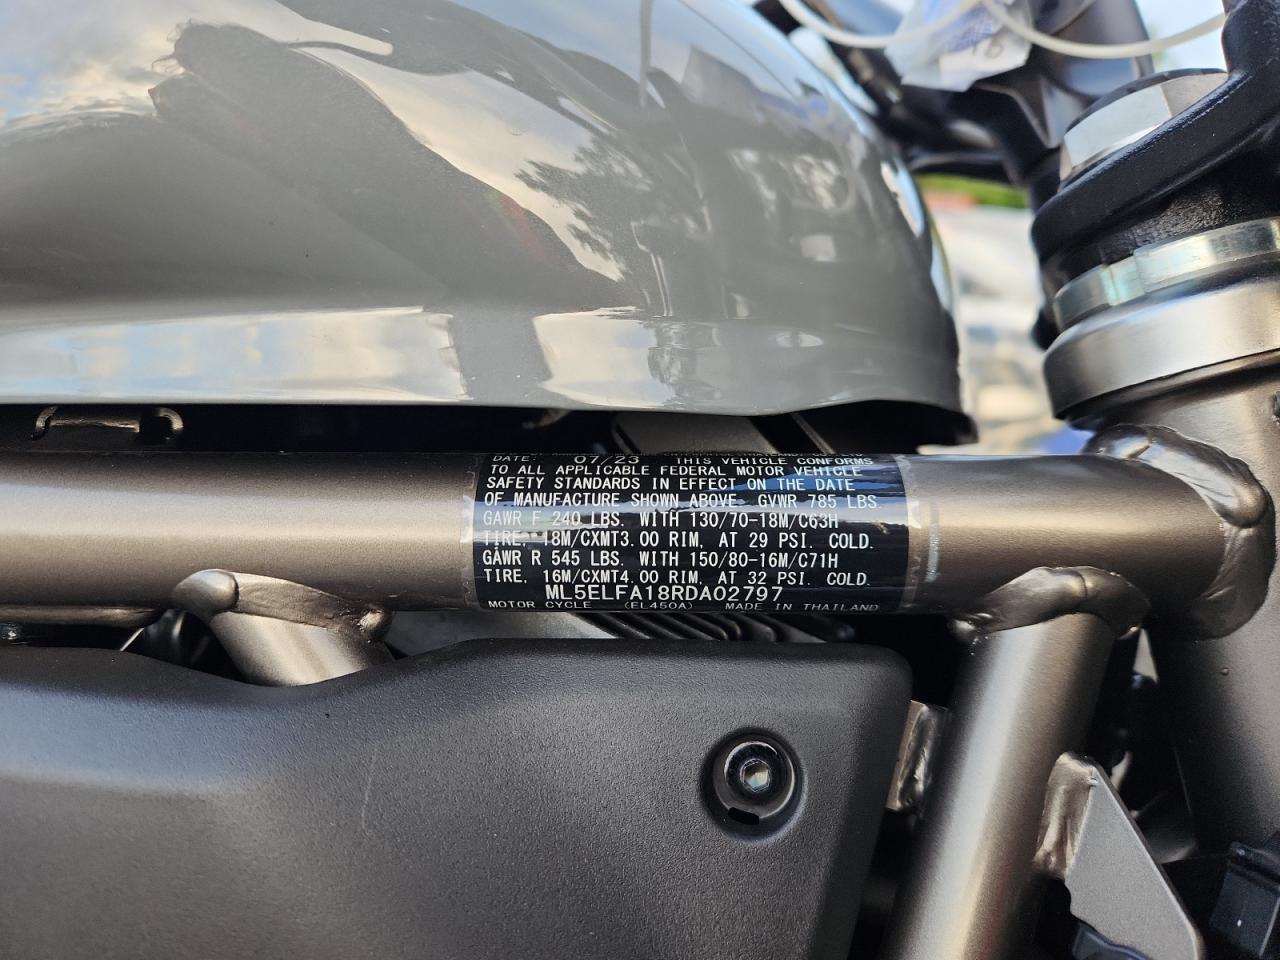 DATE: 07/23 THIS VEHICLE CONFORMS
TO ALL APPLICABLE FEDERAL MOTOR VEHICLE
SAFETY STANDARDS IN EFFECT ON THE DATE
OF MANUFACTURE SHOWN ABOVE. GVWR 785 LBS.
GAWR F 240 LBS. WITH 130/70-18M/C63H
TIRE, 18M/CXMT3.00 RIM, AT 29 PSI. COLD.
GAWR R 545 LBS. WITH 150/80-16M/C71H
TIRE, 16M/CXMT4.00 RIM, AT 32 PSI. COLD.
ML5ELFA18RDA02797
MOTOR CYCLE (EL450A) MADE IN THAILAND